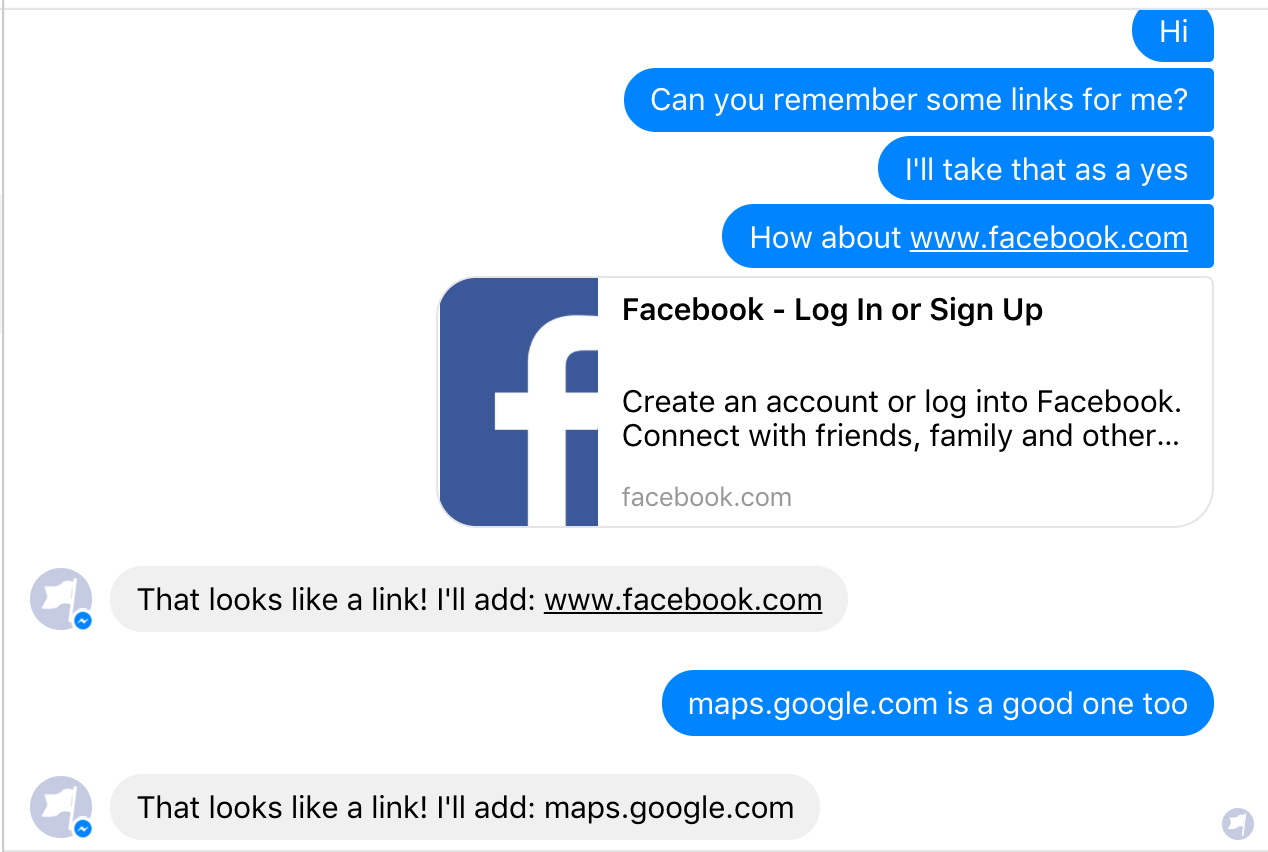 Hi
Can you remember some links for me?
I'll take that as a yes
How about www.facebook.com
Facebook - Log In or Sign Up
Create an account or log into Facebook.
Connect with friends, family and other...
facebook.com
That looks like a link! I'll add: www.facebook.com
maps.google.com is a good one too
That looks like a link! I'll add: maps.google.com